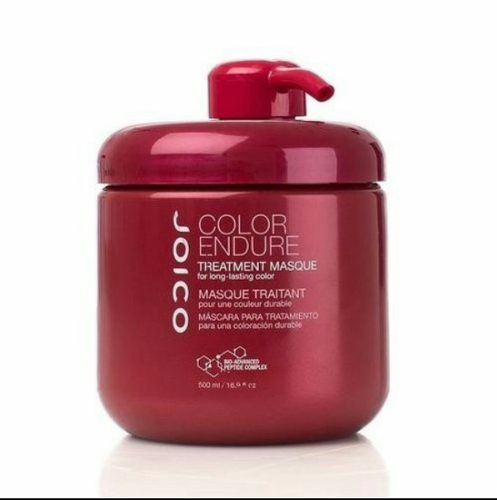 JOICO
COLOR
ENDURE
TREATMENT MASQUE
for long-lasting color
MASQUE TRAITANT
pour une couleur durable
MÁSCARA PARA TRATAMIENTO
para una coloración durable
BIO-ADVANCED
PEPTIDE COMPLEX
500 ml / 16.9 fl oz